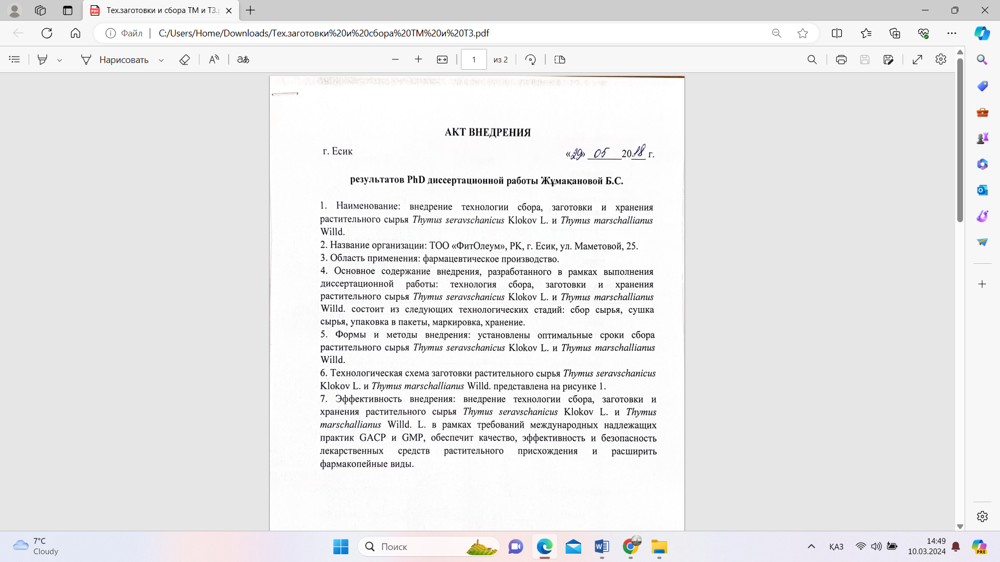 Тех.заготовки и сбора ТМ и ТЗ.p
Файл
C:/Users/Home/Downloads/Тех.заготовки%20и%20сбора%20ТМ%20и%20ТЗ.pdf
Нарисовать
аあ
1
из 2
АКТ ВНЕДРЕНИЯ
г. Есик «29» 05 2018 г.
результатов PhD диссертационной работы Жұмақановой Б.С.
1. Наименование: внедрение технологии сбора, заготовки и хранения
растительного сырья Thymus seravschanicus Klokov L. и Thymus marschallianus
Willd.
2. Название организации: ТОО «ФитОлеум», РК, г. Есик, ул. Маметовой, 25.
3. Область применения: фармацевтическое производство.
4. Основное содержание внедрения, разработанного в рамках выполнения
диссертационной работы: технология сбора, заготовки и хранения
растительного сырья Thymus seravschanicus Klokov L. и Thymus marschallianus
Willd. состоит из следующих технологических стадий: сбор сырья, сушка
сырья, упаковка в пакеты, маркировка, хранение.
5. Формы и методы внедрения: установлены оптимальные сроки сбора
растительного сырья Thymus seravschanicus Klokov L. и Thymus marschallianus
Willd.
6. Технологическая схема заготовки растительного сырья Thymus seravschanicus
Klokov L. и Thymus marschallianus Willd. представлена на рисунке 1.
7. Эффективность внедрения: внедрение технологии сбора, заготовки и
хранения растительного сырья Thymus seravschanicus Klokov L. и Thymus
marschallianus Willd. L. в рамках требований международных надлежащих
практик GACP и GMP, обеспечит качество, эффективность и безопасность
лекарственных средств растительного присхождения и расширить
фармакопейные виды.
7°C
Cloudy
Поиск
ҚАЗ
14:49
10.03.2024
PRE